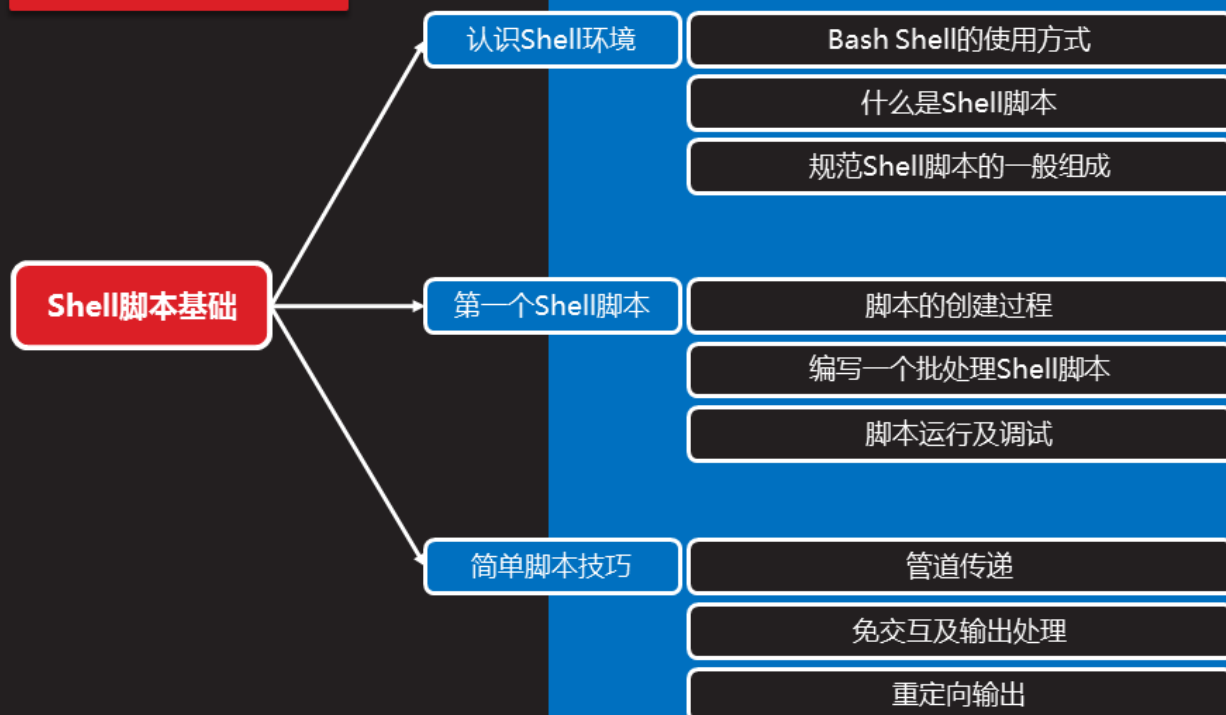 Shell脚本基础
认识Shell环境
Bash Shell的使用方式
什么是Shell脚本
规范Shell脚本的一般组成
第一个Shell脚本
脚本的创建过程
编写一个批处理Shell脚本
脚本运行及调试
简单脚本技巧
管道传递
免交互及输出处理
重定向输出